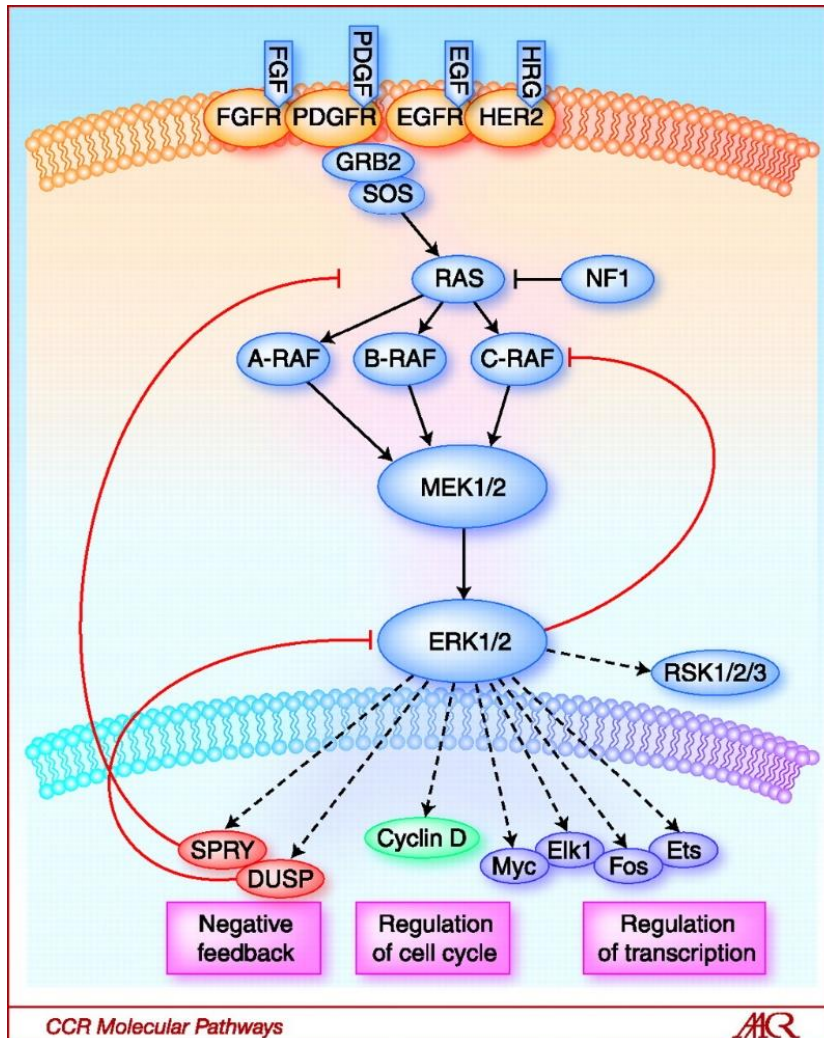 FGF
PDGF
EGF
HRG
FGFR
PDGFR
EGFR
HER2
GRB2
SOS
RAS
NF1
A-RAF
B-RAF
C-RAF
MEK1/2
ERK1/2
RSK1/2/3
SPRY
DUSP
Cyclin D
Myc
Elk1
Fos
Ets
Negative
feedback
Regulation
of cell cycle
Regulation
of transcription
CCR Molecular Pathways
AACR